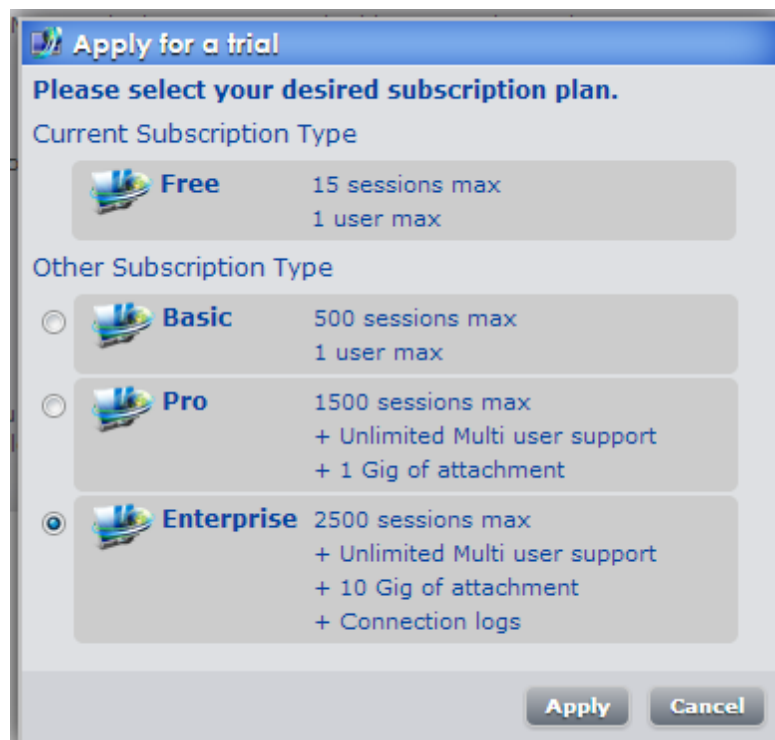 Apply for a trial
Please select your desired subscription plan.
Current Subscription Type
Free 15 sessions max
1 user max
Other Subscription Type
Basic 500 sessions max
1 user max
Pro 1500 sessions max
+ Unlimited Multi user support
+ 1 Gig of attachment
Enterprise 2500 sessions max
+ Unlimited Multi user support
+ 10 Gig of attachment
+ Connection logs
Apply Cancel